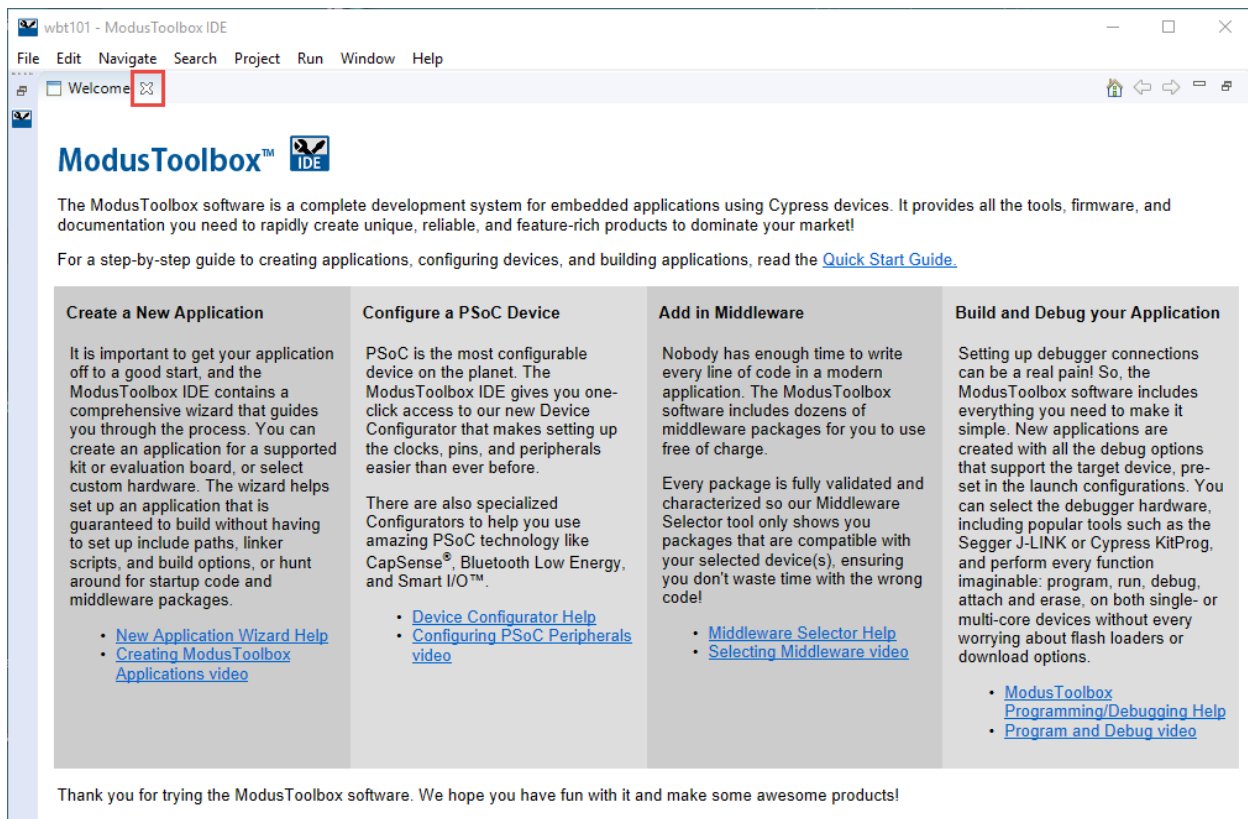 wbt101 - ModusToolbox IDE
File Edit Navigate Search Project Run Window Help
Welcome
ModusToolbox™ IDE
The ModusToolbox software is a complete development system for embedded applications using Cypress devices. It provides all the tools, firmware, and
documentation you need to rapidly create unique, reliable, and feature-rich products to dominate your market!
For a step-by-step guide to creating applications, configuring devices, and building applications, read the Quick Start Guide.
Create a New Application
It is important to get your application
off to a good start, and the
ModusToolbox IDE contains a
comprehensive wizard that guides
you through the process. You can
create an application for a supported
kit or evaluation board, or select
custom hardware. The wizard helps
set up an application that is
guaranteed to build without having
to set up include paths, linker
scripts, and build options, or hunt
around for startup code and
middleware packages.
• New Application Wizard Help
• Creating ModusToolbox
Applications video
Configure a PSoC Device
PSoC is the most configurable
device on the planet. The
ModusToolbox IDE gives you one-
click access to our new Device
Configurator that makes setting up
the clocks, pins, and peripherals
easier than ever before.
There are also specialized
Configurators to help you use
amazing PSoC technology like
CapSense®, Bluetooth Low Energy,
and Smart I/O™.
• Device Configurator Help
• Configuring PSoC Peripherals
video
Add in Middleware
Nobody has enough time to write
every line of code in a modern
application. The ModusToolbox
software includes dozens of
middleware packages for you to use
free of charge.
Every package is fully validated and
characterized so our Middleware
Selector tool only shows you
packages that are compatible with
your selected device(s), ensuring
you don't waste time with the wrong
code!
• Middleware Selector Help
• Selecting Middleware video
Build and Debug your Application
Setting up debugger connections
can be a real pain! So, the
ModusToolbox software includes
everything you need to make it
simple. New applications are
created with all the debug options
that support the target device, pre-
set in the launch configurations. You
can select the debugger hardware,
including popular tools such as the
Segger J-LINK or Cypress KitProg,
and perform every function
imaginable: program, run, debug,
attach and erase, on both single- or
multi-core devices without every
worrying about flash loaders or
download options.
• ModusToolbox
Programming/Debugging Help
• Program and Debug video
Thank you for trying the ModusToolbox software. We hope you have fun with it and make some awesome products!